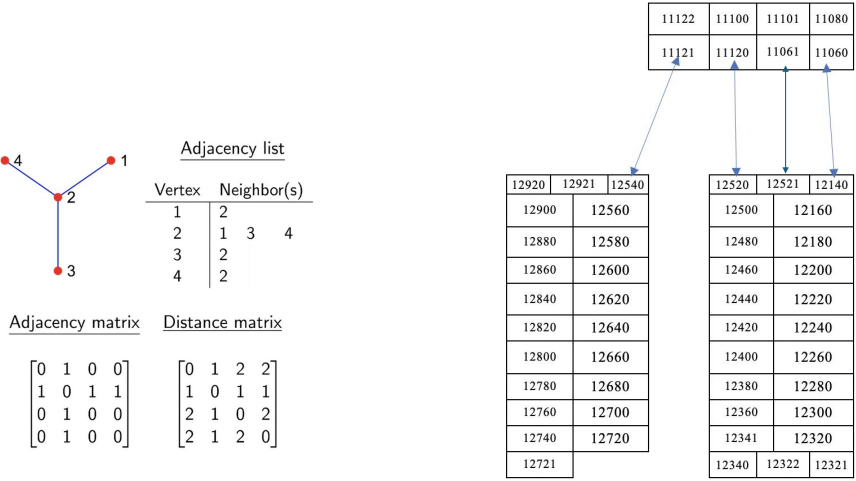 4
1
2
3
Adjacency list
Vertex Neighbor(s)
1 2
2 1 3 4
3 2
4 2
Adjacency matrix
0 1 0 0
1 0 1 1
0 1 0 0
0 1 0 0
Distance matrix
0 1 2 2
1 0 1 1
2 1 0 2
2 1 2 0
11122 11100 11101 11080
11121 11120 11061 11060
12920 12921 12540
12900 12560
12880 12580
12860 12600
12840 12620
12820 12640
12800 12660
12780 12680
12760 12700
12740 12720
12721
12520 12521 12140
12500 12160
12480 12180
12460 12200
12440 12220
12420 12240
12400 12260
12380 12280
12360 12300
12341 12320
12340 12322 12321